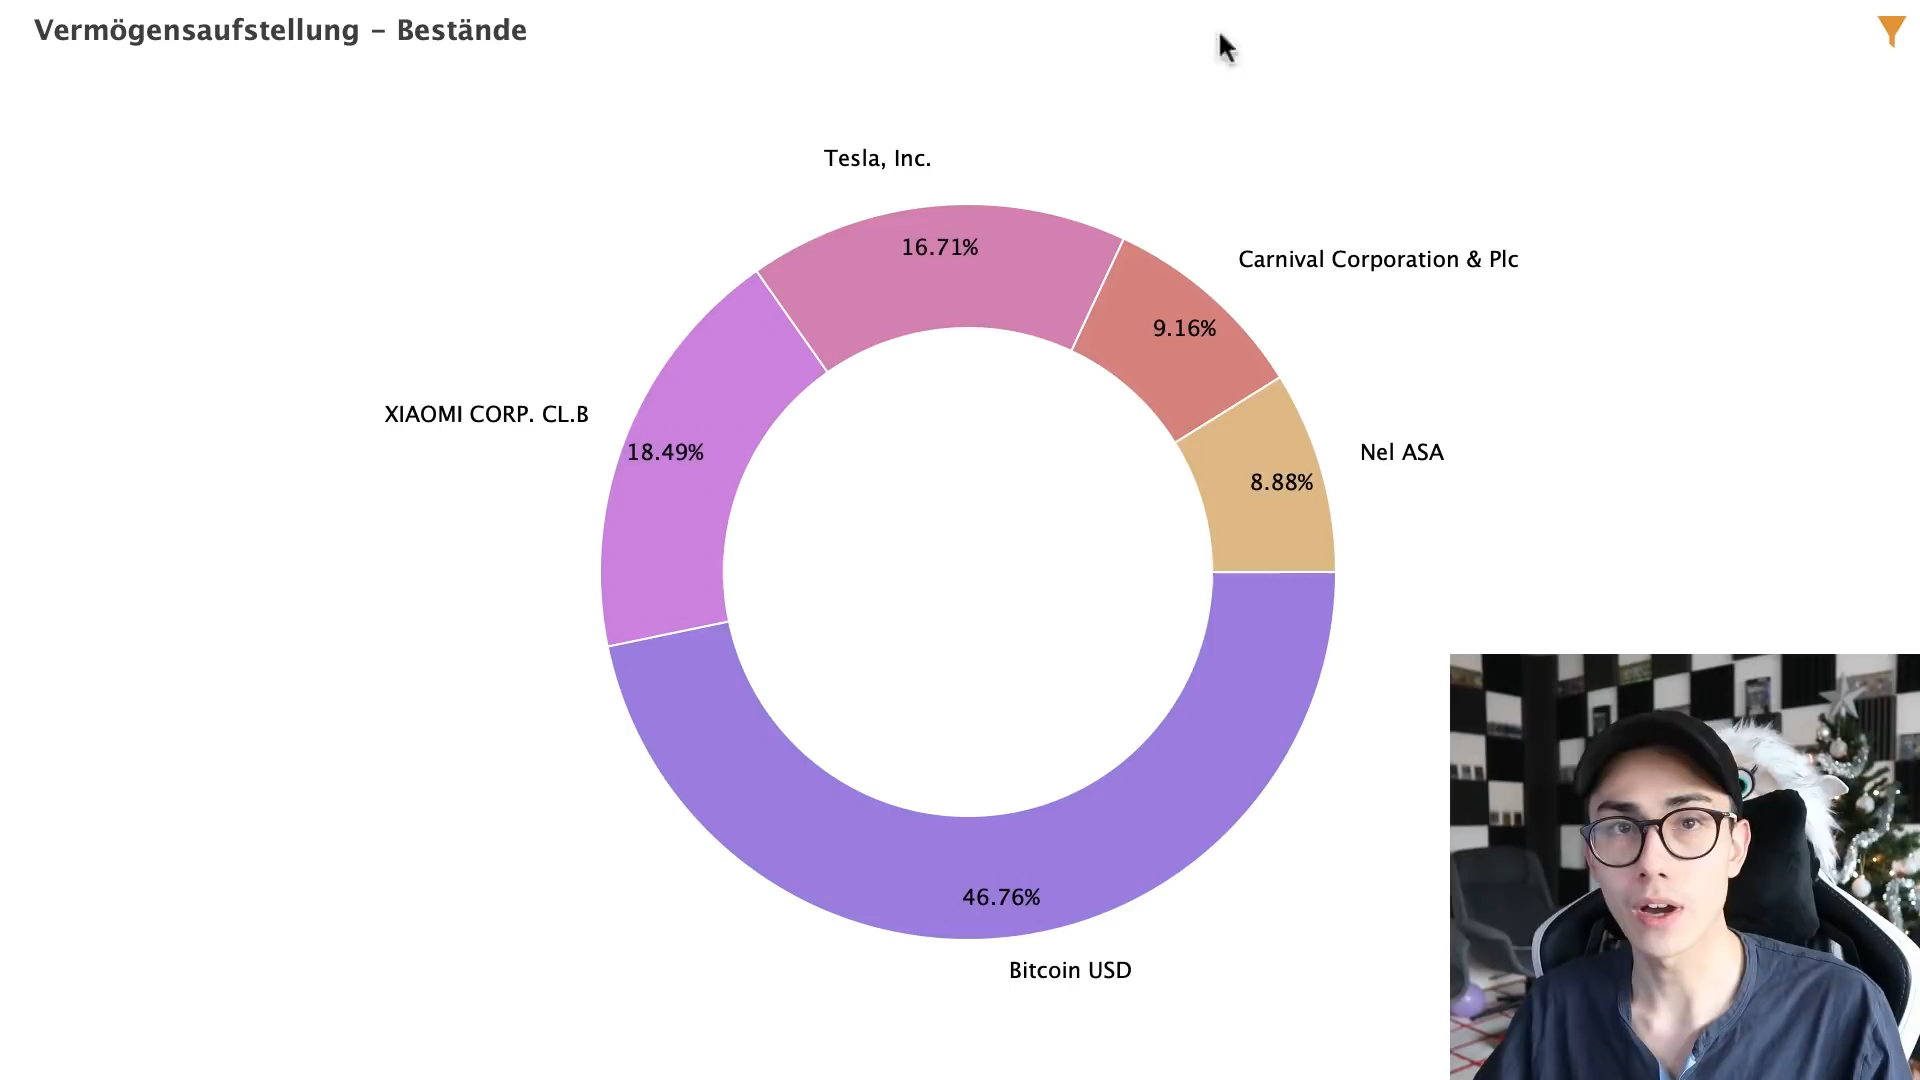 Vermögensaufstellung – Bestände
Tesla, Inc.
16.71%
Carnival Corporation & Plc
9.16%
XIAOMI CORP. CL.B
18.49%
Nel ASA
8.88%
46.76%
Bitcoin USD